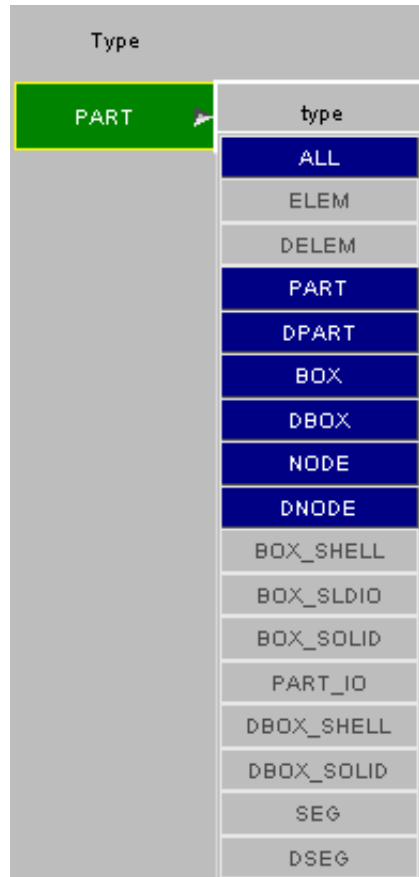 Type
PART
type
ALL
ELEM
DELEM
PART
DPART
BOX
DBOX
NODE
DNODE
BOX_SHELL
BOX_SLDIO
BOX_SOLID
PART_IO
DBOX_SHELL
DBOX_SOLID
SEG
DSEG